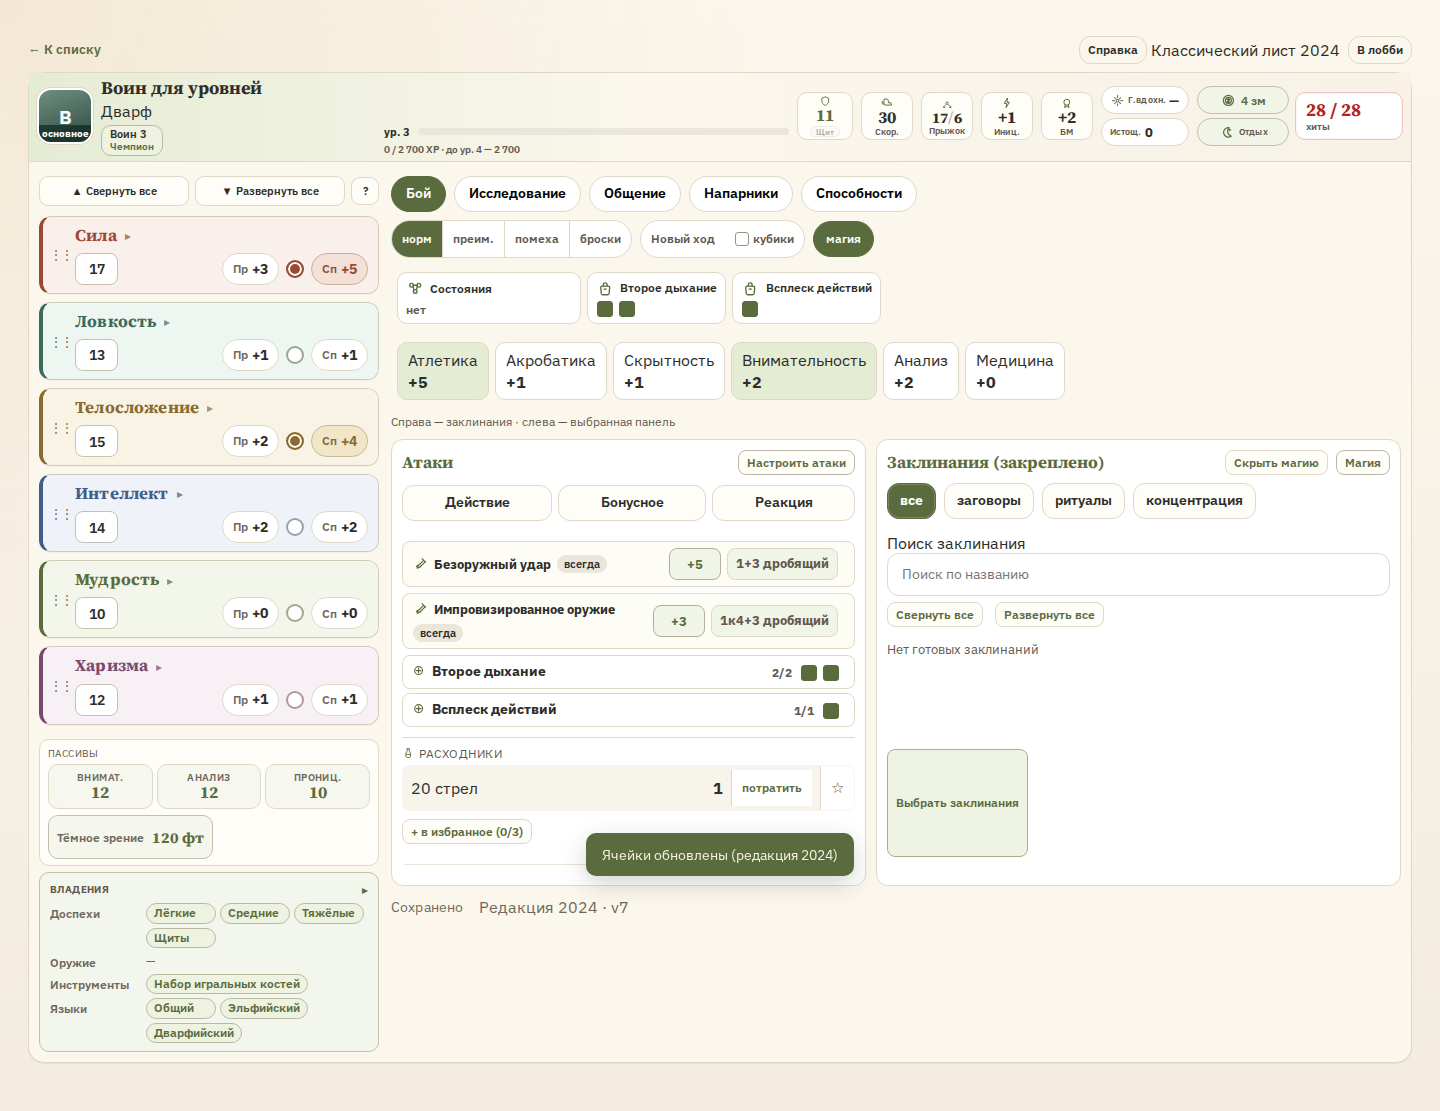 ← К списку
Справка Классический лист 2024 В лобби
В
основное
Воин для уровней
Дварф
Воин 3
Чемпион
ур. 3
0 / 2 700 XP · до ур. 4 — 2 700
11
Щит
30
Скор.
17/6
Прыжок
+1
Иниц.
+2
БМ
Г.вдохн. —
Истощ. 0
4 зм
Отдых
28 / 28
хиты
▲ Свернуть все ▼ Развернуть все ?
Сила ▸
17 Пр +3 Сп +5
Ловкость ▸
13 Пр +1 Сп +1
Телосложение ▸
15 Пр +2 Сп +4
Интеллект ▸
14 Пр +2 Сп +2
Мудрость ▸
10 Пр +0 Сп +0
Харизма ▸
12 Пр +1 Сп +1
ПАССИВЫ
ВНИМАТ. АНАЛИЗ ПРОНИЦ.
12 12 10
Тёмное зрение 120 фт
ВЛАДЕНИЯ ▸
Доспехи Лёгкие Средние Тяжёлые
Щиты
Оружие —
Инструменты Набор игральных костей
Языки Общий Эльфийский
Дварфийский
Бой Исследование Общение Напарники Способности
норм преим. помеха броски Новый ход кубики магия
Состояния
нет
Второе дыхание
Всплеск действий
Атлетика Акробатика Скрытность Внимательность Анализ Медицина
+5 +1 +1 +2 +2 +0
Справа — заклинания · слева — выбранная панель
Атаки Настроить атаки
Действие Бонусное Реакция
Безоружный удар всегда +5 1+3 дробящий
Импровизированное оружие
всегда
+3 1к4+3 дробящий
Второе дыхание 2/2
Всплеск действий 1/1
РАСХОДНИКИ
20 стрел 1 потратить ☆
+ в избранное (0/3)
Заклинания (закреплено) Скрыть магию Магия
все заговоры ритуалы концентрация
Поиск заклинания
Поиск по названию
Свернуть все Развернуть все
Нет готовых заклинаний
Выбрать заклинания
Ячейки обновлены (редакция 2024)
Сохранено Редакция 2024 · v7